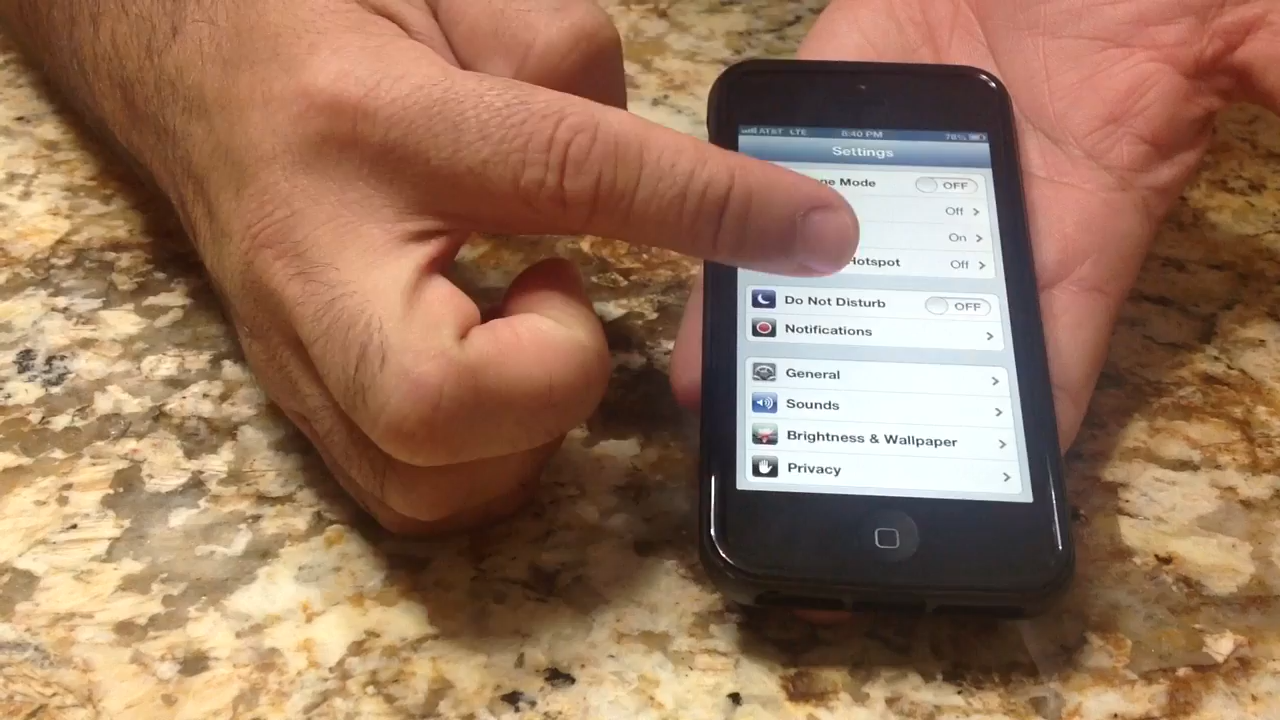 AT&T LTE 8:40 PM 78%
Settings
ne Mode OFF
Off
On
Hotspot Off
Do Not Disturb OFF
Notifications
General
Sounds
Brightness & Wallpaper
Privacy